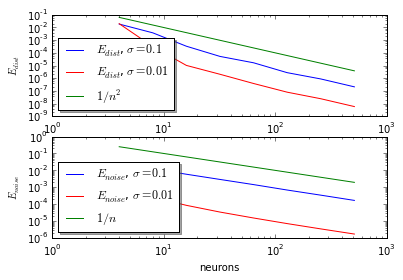 10^-1
10^-2
10^-3
10^-4
10^-5
10^-6
10^-7
10^-8
10^-9
E_dist
E_dist, σ=0.1
E_dist, σ=0.01
1/n^2
10^0 10^1 10^2 10^3
10^0
10^-1
10^-2
10^-3
10^-4
10^-5
10^-6
E_noise
E_noise, σ=0.1
E_noise, σ=0.01
1/n
10^0 10^1 10^2 10^3
neurons